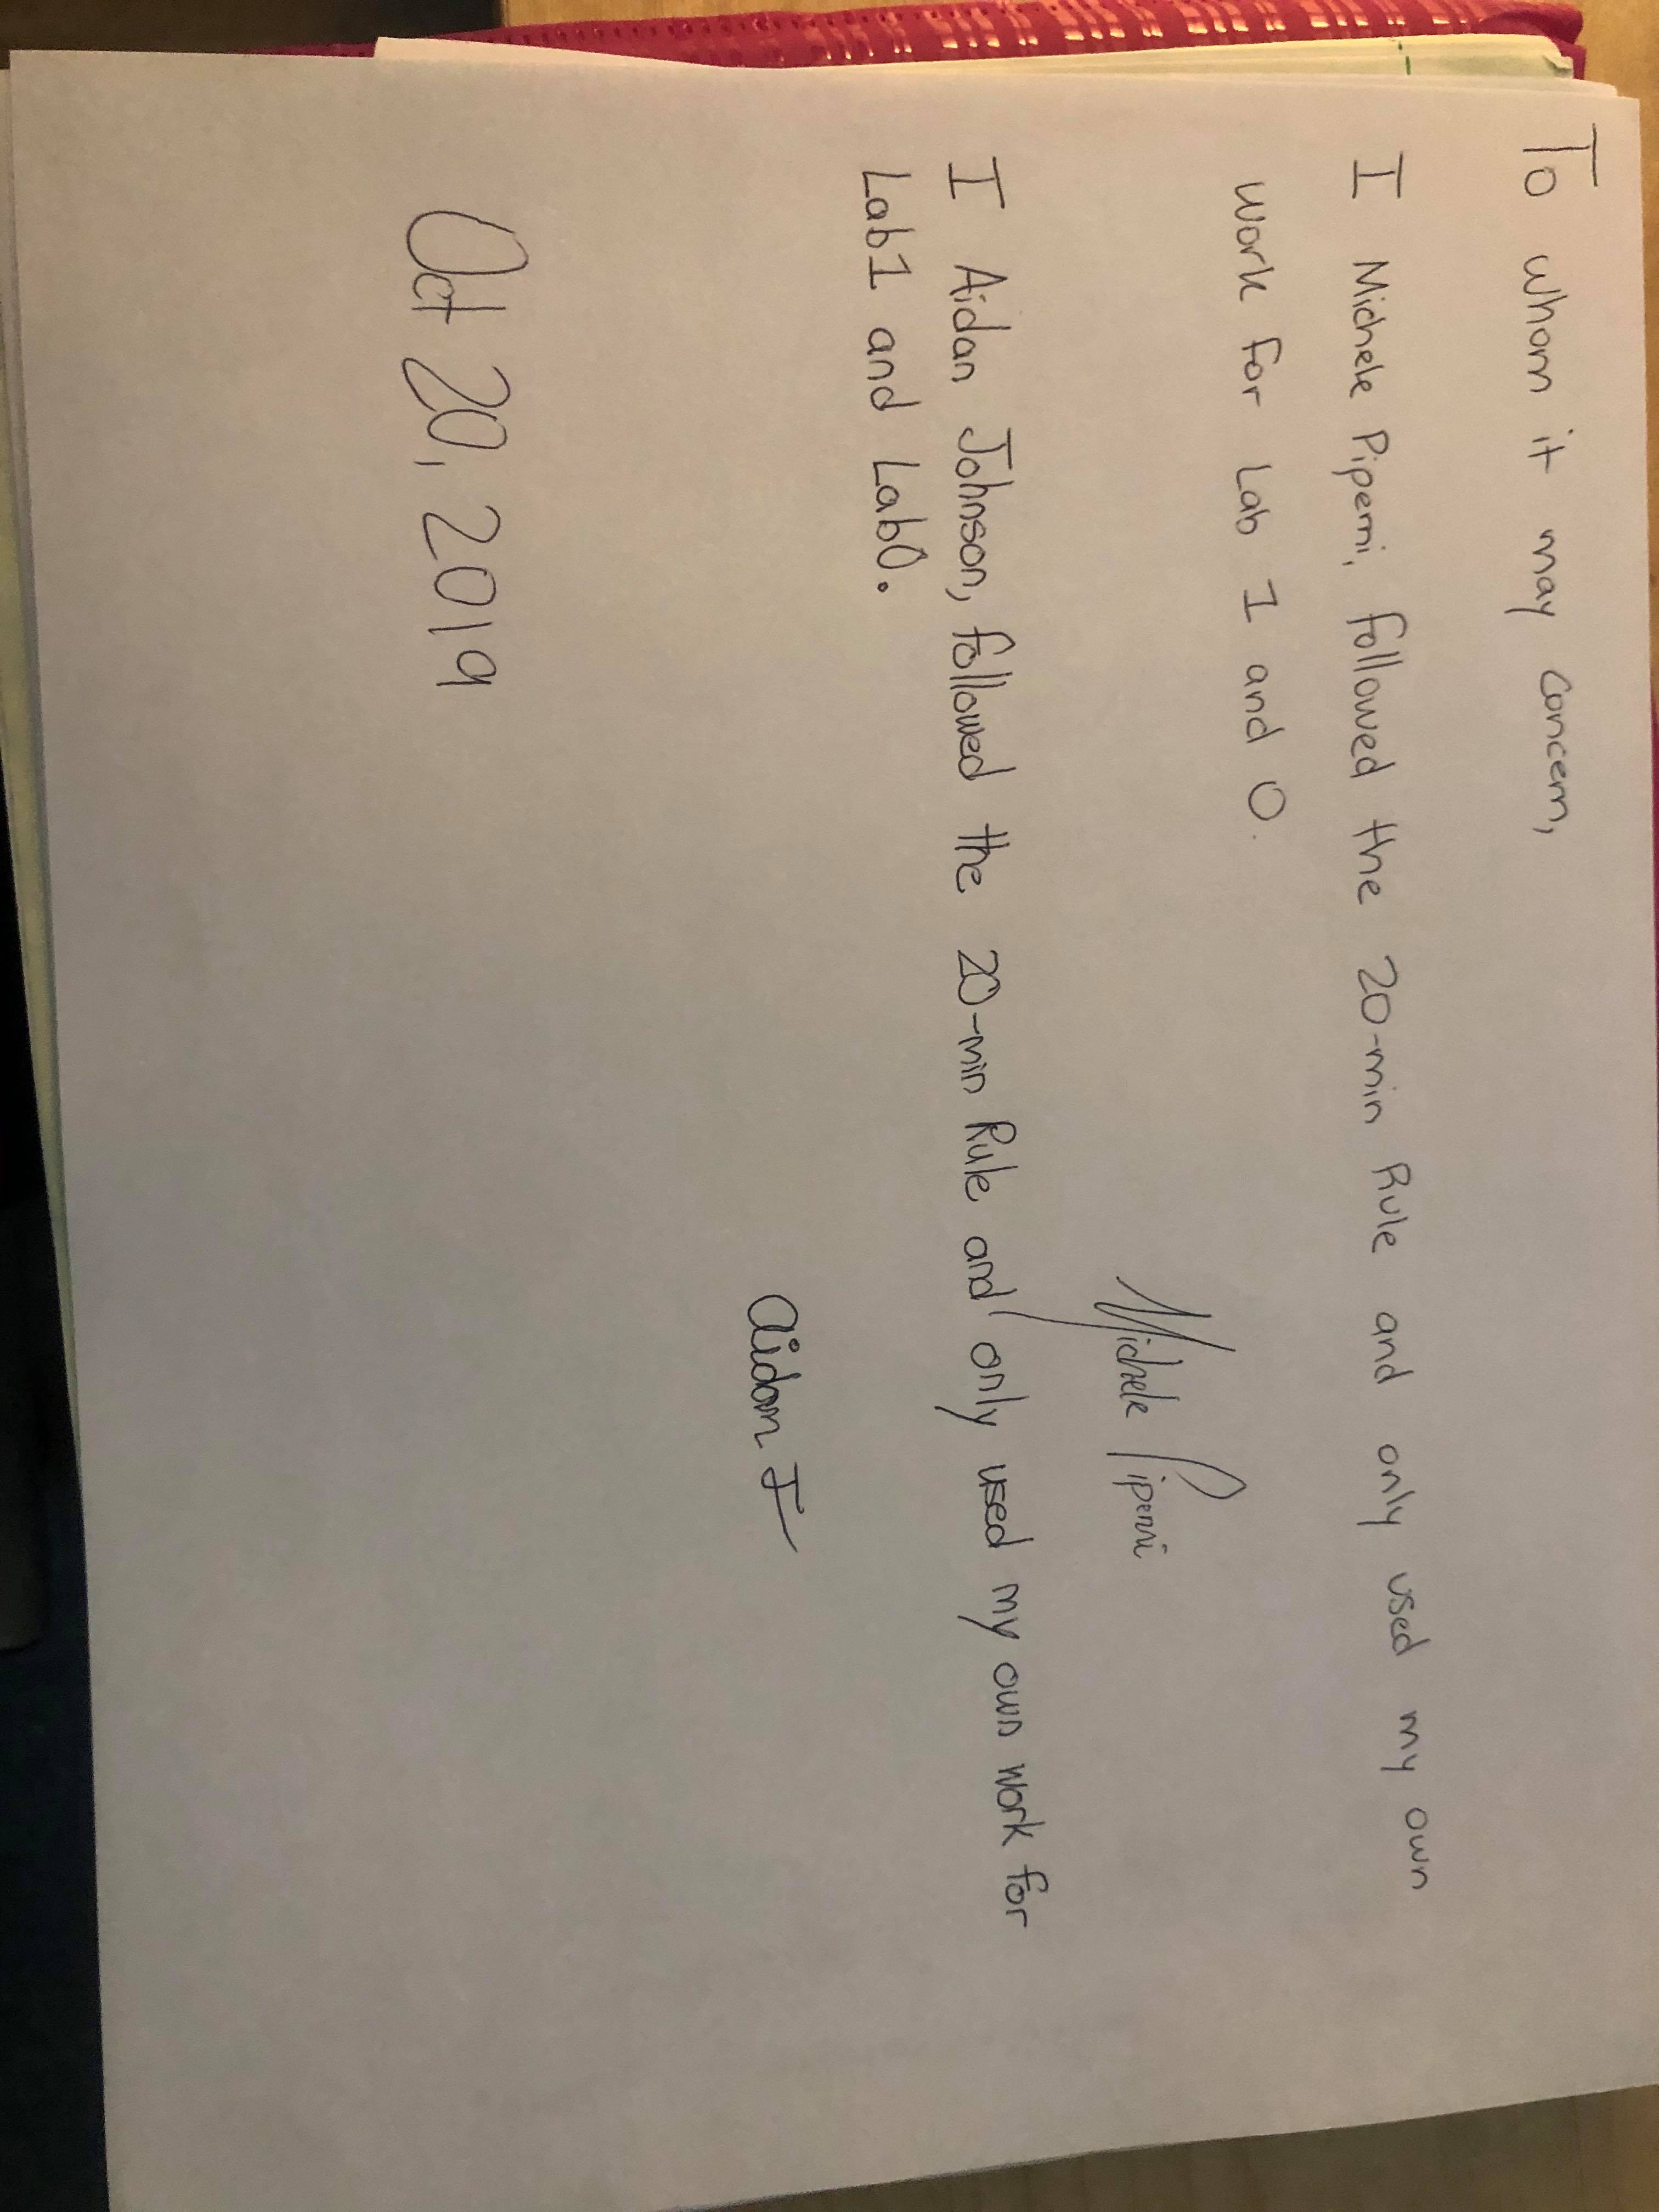 To whom it may concern,
I Michele Piperni, followed the 20-min Rule and only used my own
work for Lab 1 and 0.
Michele Piperni
I Aidan Johnson, followed the 20-min Rule and only used my own work for
Lab1 and Lab0.
Aidan J
Oct 20, 2019